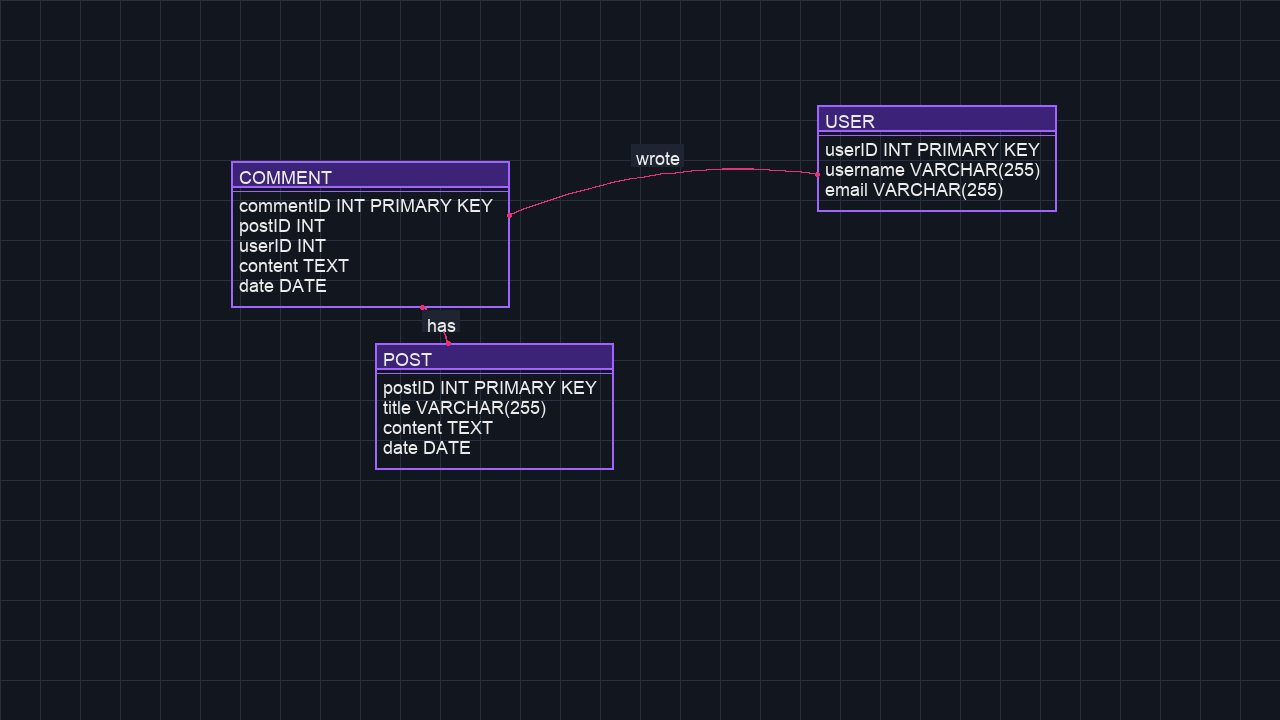 USER
userID INT PRIMARY KEY
username VARCHAR(255)
email VARCHAR(255)
wrote
COMMENT
commentID INT PRIMARY KEY
postID INT
userID INT
content TEXT
date DATE
has
POST
postID INT PRIMARY KEY
title VARCHAR(255)
content TEXT
date DATE